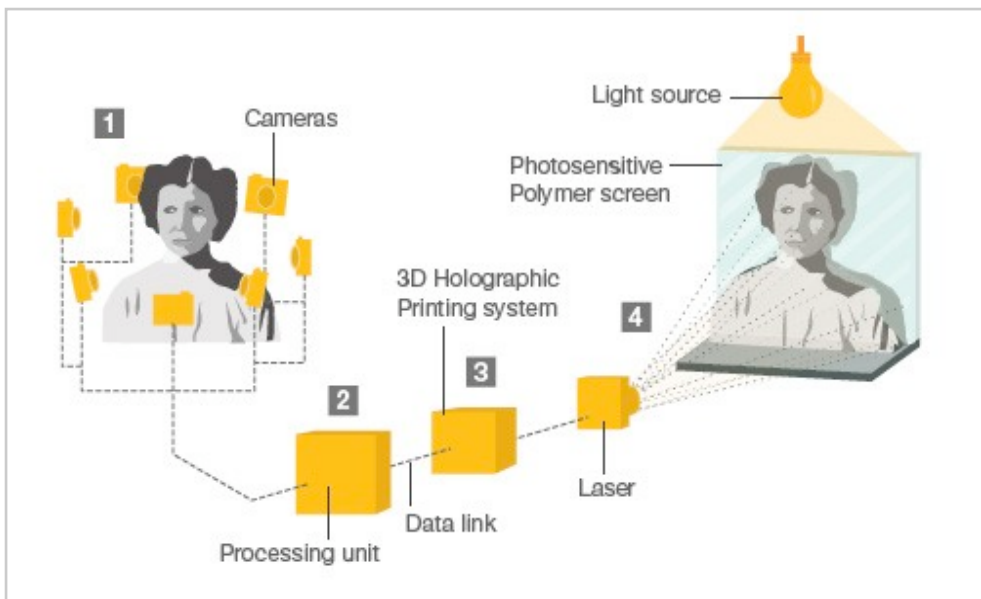 1
Cameras
Light source
Photosensitive
Polymer screen
3D Holographic
Printing system
4
3
2
Laser
Data link
Processing unit